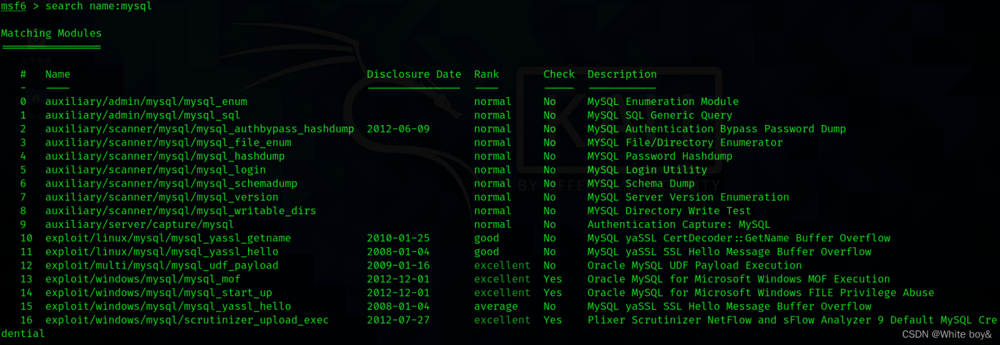 msf6 > search name:mysql
Matching Modules
================
# Name Disclosure Date Rank Check Description
- ---- --------------- ---- ----- -----------
0 auxiliary/admin/mysql/mysql_enum normal No MySQL Enumeration Module
1 auxiliary/admin/mysql/mysql_sql normal No MySQL SQL Generic Query
2 auxiliary/scanner/mysql/mysql_authbypass_hashdump 2012-06-09 normal No MySQL Authentication Bypass Password Dump
3 auxiliary/scanner/mysql/mysql_file_enum normal No MYSQL File/Directory Enumerator
4 auxiliary/scanner/mysql/mysql_hashdump normal No MYSQL Password Hashdump
5 auxiliary/scanner/mysql/mysql_login normal No MySQL Login Utility
6 auxiliary/scanner/mysql/mysql_schemadump normal No MYSQL Schema Dump
7 auxiliary/scanner/mysql/mysql_version normal No MySQL Server Version Enumeration
8 auxiliary/scanner/mysql/mysql_writable_dirs normal No MYSQL Directory Write Test
9 auxiliary/server/capture/mysql normal No Authentication Capture: MySQL
10 exploit/linux/mysql/mysql_yassl_getname 2010-01-25 good No MySQL yaSSL CertDecoder::GetName Buffer Overflow
11 exploit/linux/mysql/mysql_yassl_hello 2008-01-04 good No MySQL yaSSL SSL Hello Message Buffer Overflow
12 exploit/multi/mysql/mysql_udf_payload 2009-01-16 excellent No Oracle MySQL UDF Payload Execution
13 exploit/windows/mysql/mysql_mof 2012-12-01 excellent Yes Oracle MySQL for Microsoft Windows MOF Execution
14 exploit/windows/mysql/mysql_start_up 2012-12-01 excellent Yes Oracle MySQL for Microsoft Windows FILE Privilege Abuse
15 exploit/windows/mysql/mysql_yassl_hello 2008-01-04 average No MySQL yaSSL SSL Hello Message Buffer Overflow
16 exploit/windows/mysql/scrutinizer_upload_exec 2012-07-27 excellent Yes Plixer Scrutinizer NetFlow and sFlow Analyzer 9 Default MySQL Cre
dential
CSDN @White boy&